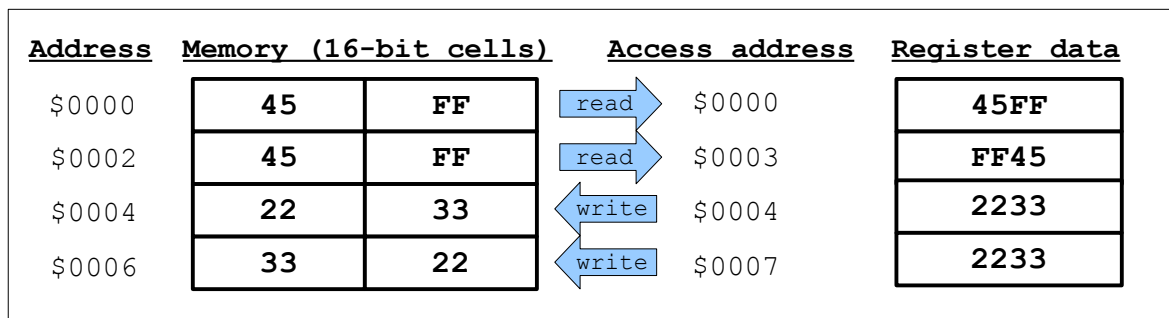 Address Memory (16-bit cells) Access address Register data
$0000 45 FF read $0000 45FF
$0002 45 FF read $0003 FF45
$0004 22 33 write $0004 2233
$0006 33 22 write $0007 2233